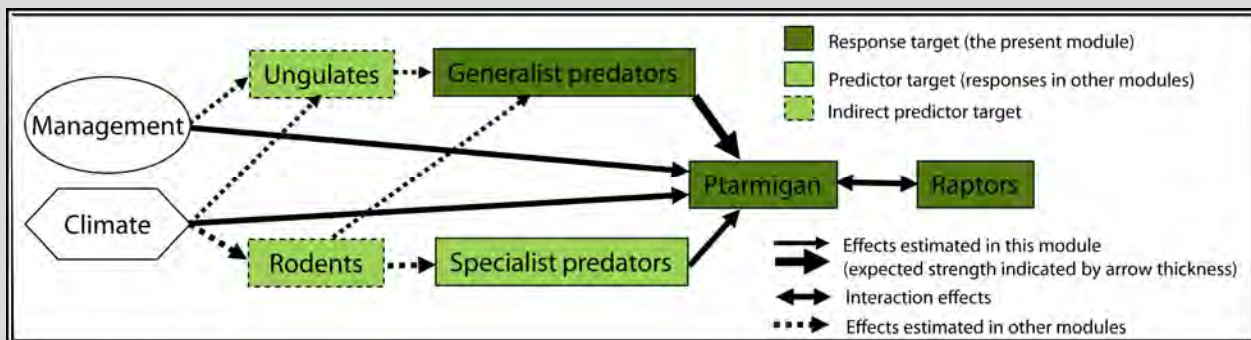 Management
Climate
Ungulates
Rodents
Generalist predators
Specialist predators
Ptarmigan
Raptors
Response target (the present module)
Predictor target (responses in other modules)
Indirect predictor target
Effects estimated in this module
(expected strength indicated by arrow thickness)
Interaction effects
Effects estimated in other modules